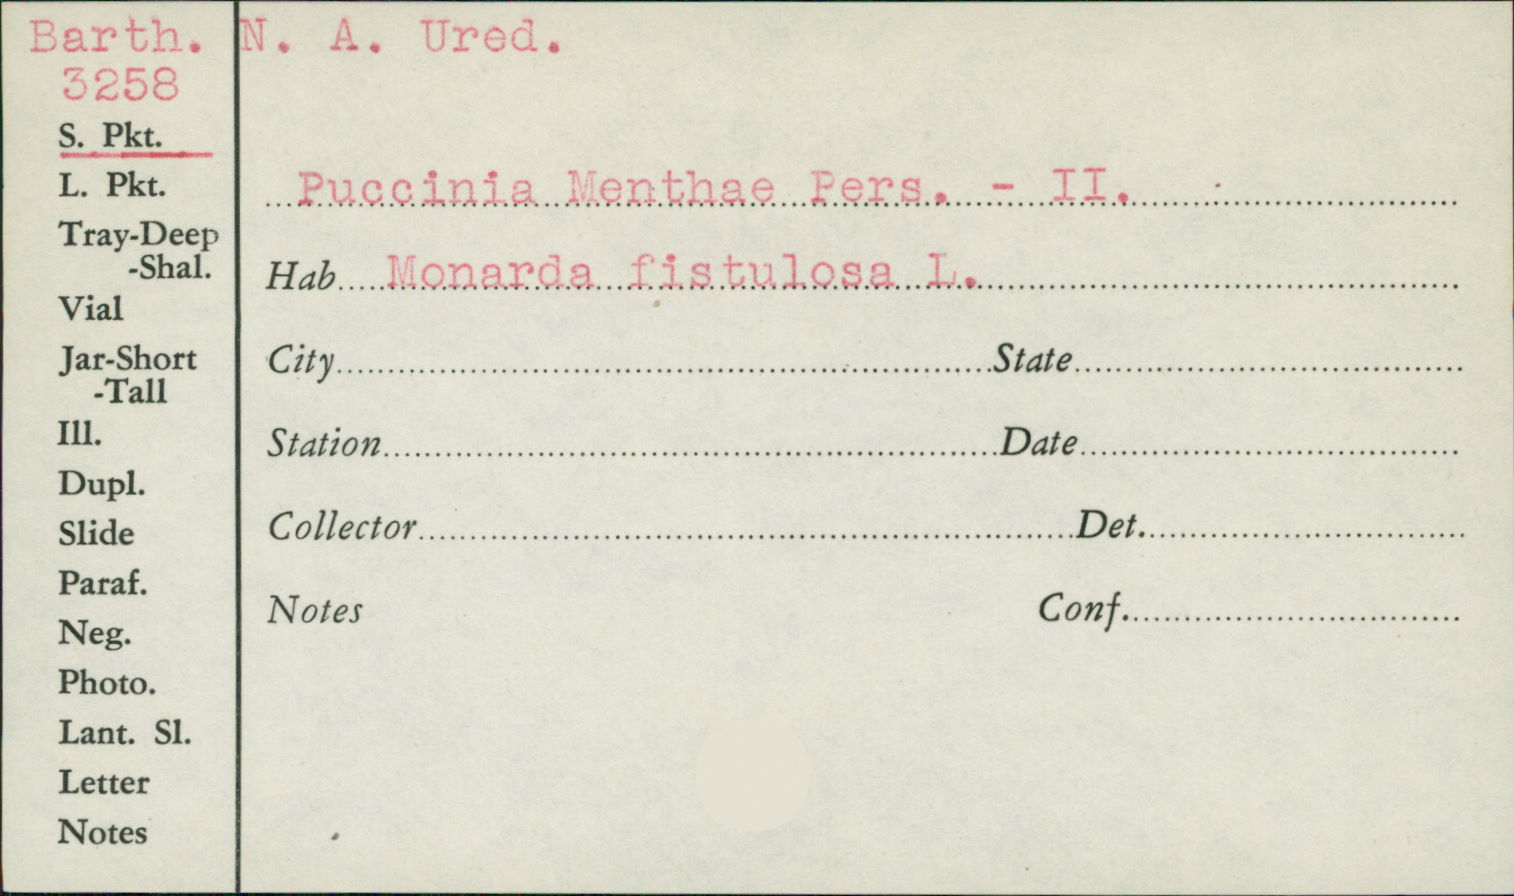 Barth. N. A. Ured.
3258
S. Pkt.
L. Pkt.
Tray-Deep
-Shal.
Vial
Jar-Short
-Tall
Ill.
Dupl.
Slide
Paraf.
Neg.
Photo.
Lant. Sl.
Letter
Notes
Puccinia Menthae Pers. - II.
Hab Monarda fistulosa L.
City State
Station Date
Collector Det.
Notes Conf.